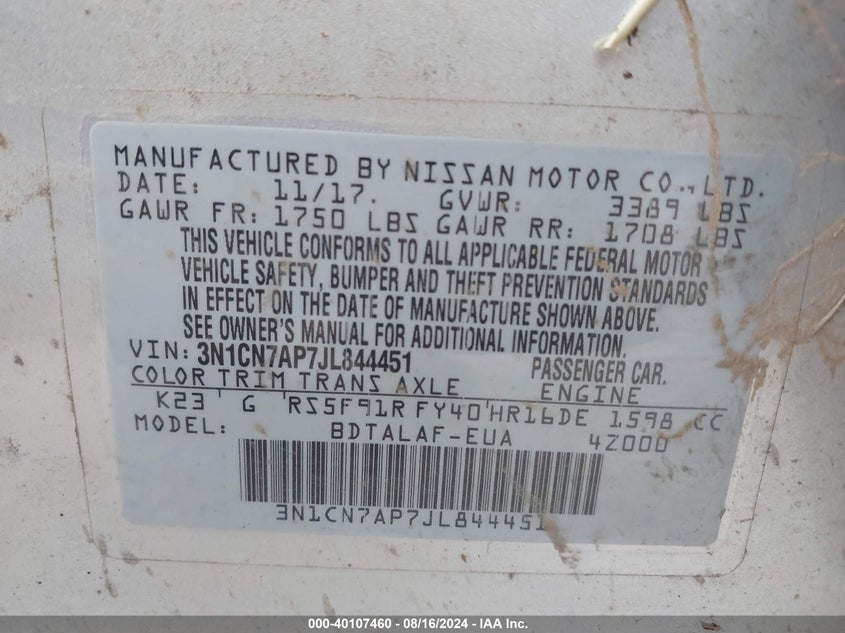 MANUFACTURED BY NISSAN MOTOR CO., LTD.
DATE: 11/17. GVWR: 3389 LBS
GAWR FR: 1750 LBS GAWR RR: 1708 LBS
THIS VEHICLE CONFORMS TO ALL APPLICABLE FEDERAL MOTOR
VEHICLE SAFETY, BUMPER AND THEFT PREVENTION STANDARDS
IN EFFECT ON THE DATE OF MANUFACTURE SHOWN ABOVE.
SEE OWNER'S MANUAL FOR ADDITIONAL INFORMATION.
VIN: 3N1CN7AP7JL844451 PASSENGER CAR.
COLOR TRIM TRANS AXLE ENGINE
K23 G RS5F91R FY40 HR16DE 1598 CC
MODEL: BDTALAF-EUA 4Z000
3N1CN7AP7JL844451
000-40107460 - 08/16/2024 - IAA Inc.